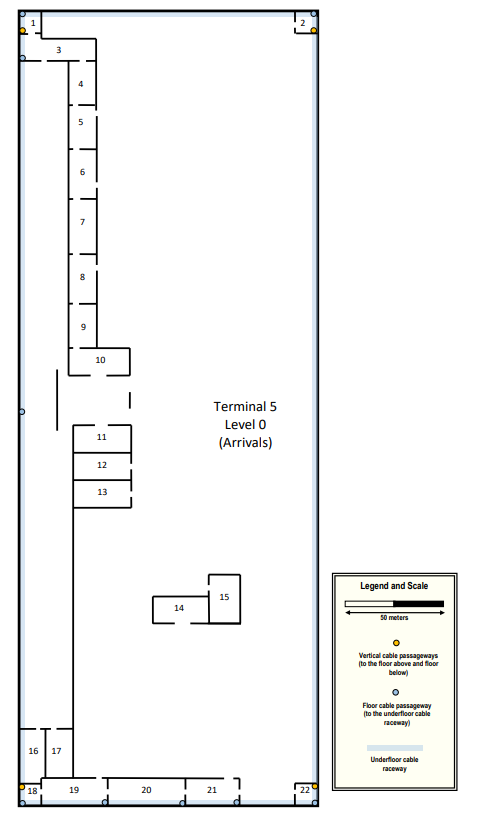 1
2
3
4
5
6
7
8
9
10
Terminal 5
Level 0
(Arrivals)
11
12
13
14
15
16
17
18
19
20
21
22
Legend and Scale
50 meters
Vertical cable passageways
(to the floor above and floor
below)
Floor cable passageway
(to the underfloor cable
raceway)
Underfloor cable
raceway